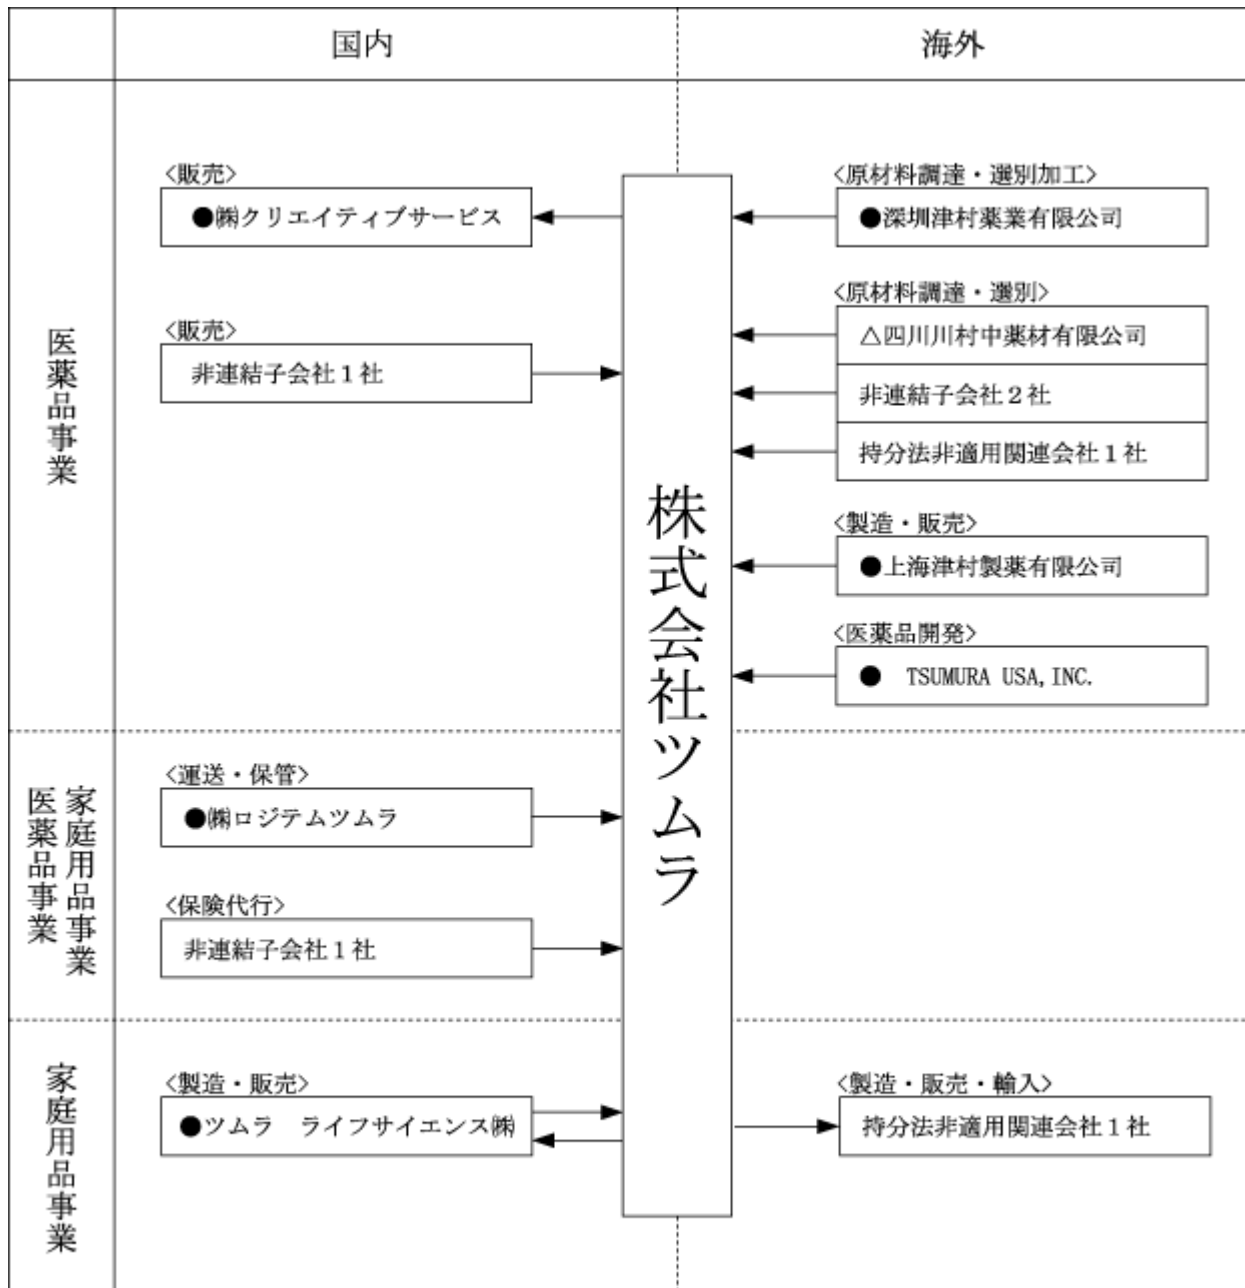 国内
海外
医薬品事業
<販売>
●㈱クリエイティブサービス
<販売>
非連結子会社1社
株式会社ツムラ
<原材料調達・選別加工>
●深圳津村薬業有限公司
<原材料調達・選別>
△四川川村中薬材有限公司
非連結子会社2社
持分法非適用関連会社1社
<製造・販売>
●上海津村製薬有限公司
<医薬品開発>
● TSUMURA USA,INC.
家庭用品事業
医薬品事業
<運送・保管>
●㈱ロジテムツムラ
<保険代行>
非連結子会社1社
家庭用品事業
<製造・販売>
●ツムラ　ライフサイエンス㈱
<製造・販売・輸入>
持分法非適用関連会社1社